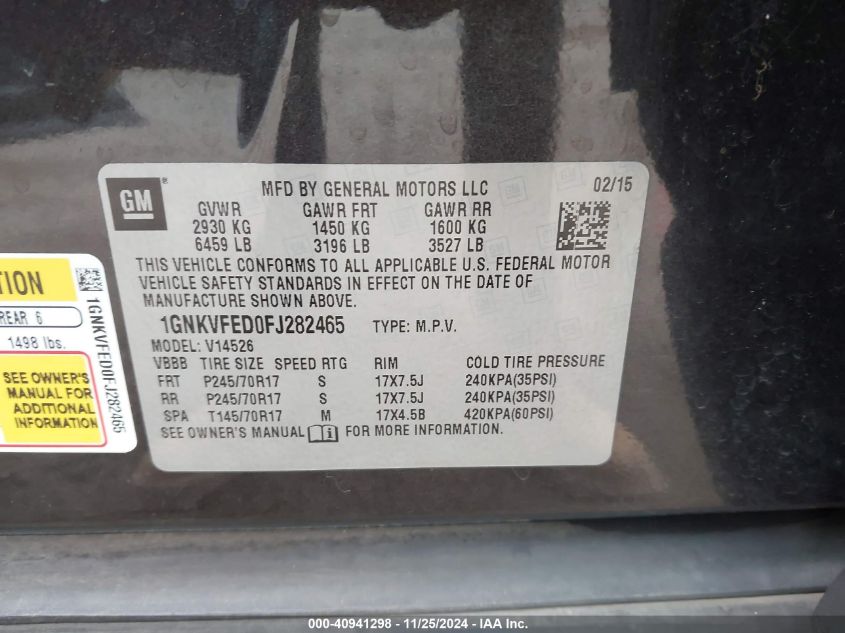 GM
MFD BY GENERAL MOTORS LLC 02/15
GVWR GAWR FRT GAWR RR
2930 KG 1450 KG 1600 KG
6459 LB 3196 LB 3527 LB
THIS VEHICLE CONFORMS TO ALL APPLICABLE U.S. FEDERAL MOTOR
VEHICLE SAFETY STANDARDS IN EFFECT ON THE DATE OF
MANUFACTURE SHOWN ABOVE.
1GNKVFED0FJ282465 TYPE: M.P.V.
MODEL: V14526
VBBB TIRE SIZE SPEED RTG RIM COLD TIRE PRESSURE
FRT P245/70R17 S 17X7.5J 240KPA(35PSI)
RR P245/70R17 S 17X7.5J 240KPA(35PSI)
SPA T145/70R17 M 17X4.5B 420KPA(60PSI)
SEE OWNER'S MANUAL i FOR MORE INFORMATION.
REAR 6
1498 lbs.
SEE OWNER'S
MANUAL FOR
ADDITIONAL
INFORMATION
1GNKVFED0FJ282465
000-40941298 - 11/25/2024 - IAA Inc.